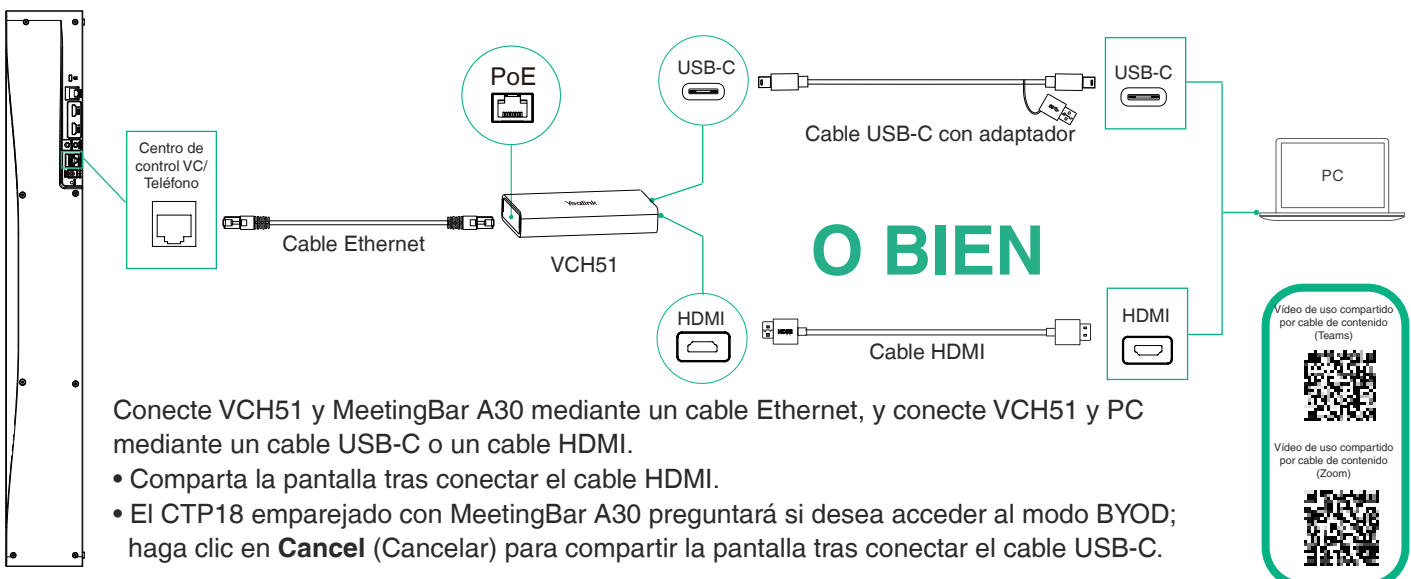 Centro de
control VC/
Teléfono
Cable Ethernet
PoE
Yealink
VCH51
USB-C
Cable USB-C con adaptador
USB-C
O BIEN
HDMI
HDMI
Cable HDMI
HDMI
PC
Vídeo de uso compartido
por cable de contenido
(Teams)
Vídeo de uso compartido
por cable de contenido
(Zoom)
Conecte VCH51 y MeetingBar A30 mediante un cable Ethernet, y conecte VCH51 y PC
mediante un cable USB-C o un cable HDMI.
• Comparta la pantalla tras conectar el cable HDMI.
• El CTP18 emparejado con MeetingBar A30 preguntará si desea acceder al modo BYOD;
haga clic en Cancel (Cancelar) para compartir la pantalla tras conectar el cable USB-C.